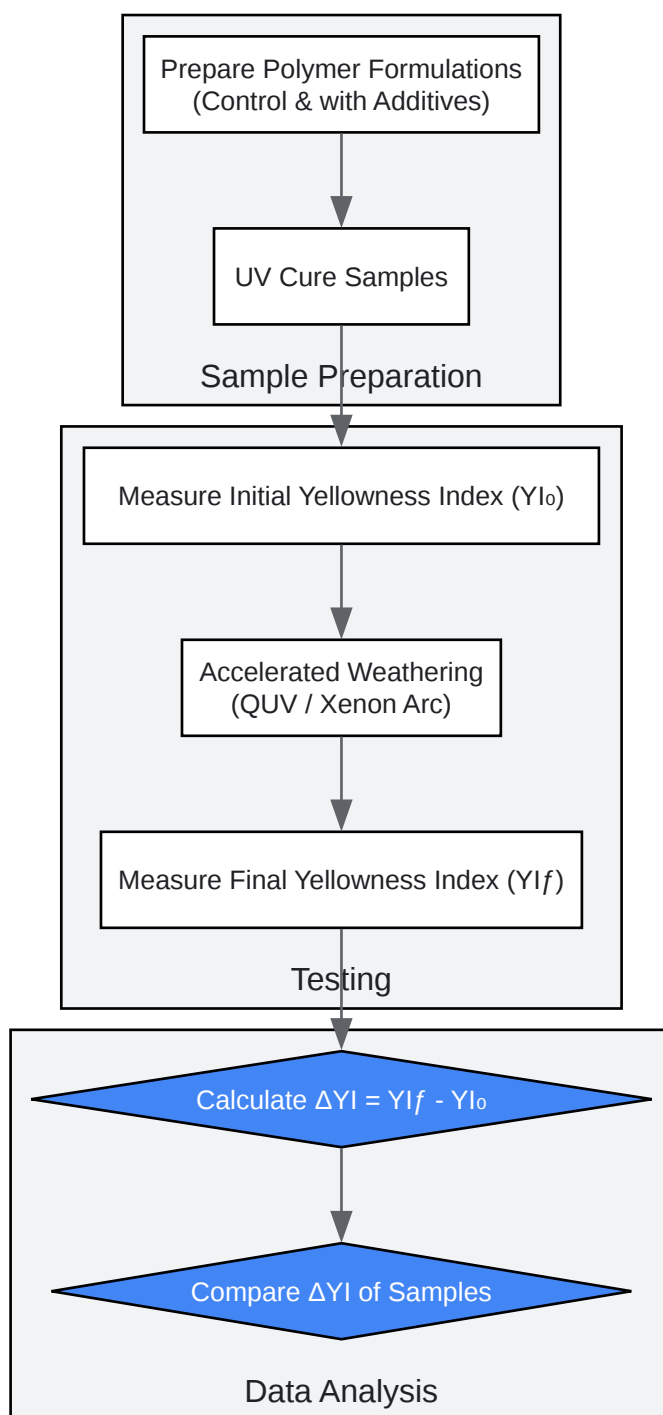 Prepare Polymer Formulations
(Control & with Additives)
UV Cure Samples
Sample Preparation
Measure Initial Yellowness Index (YI₀)
Accelerated Weathering
(QUV / Xenon Arc)
Measure Final Yellowness Index (YIƒ)
Testing
Calculate ΔYI = YIƒ - YI₀
Compare ΔYI of Samples
Data Analysis